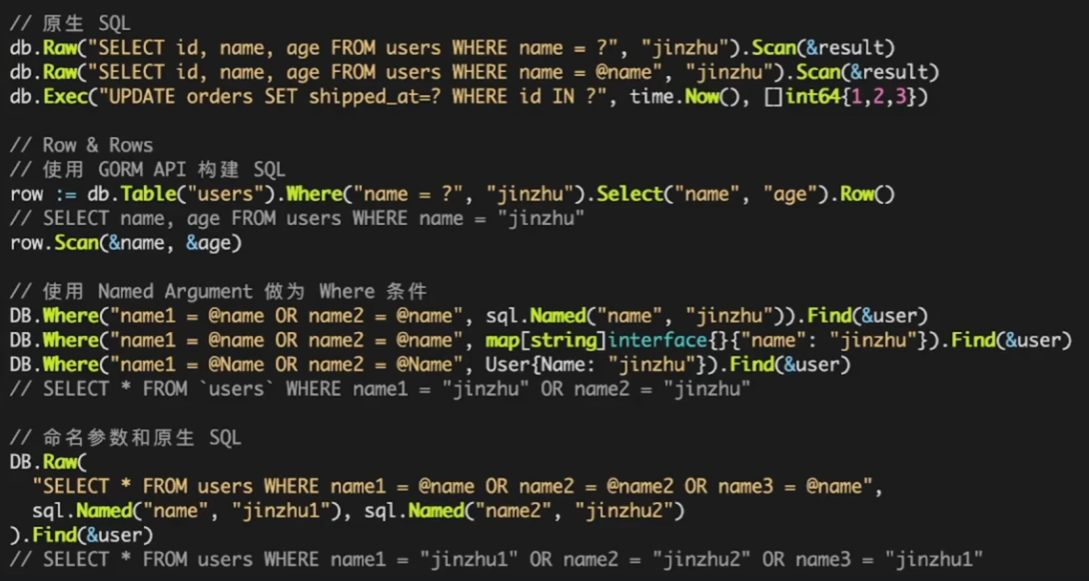 // 原生 SQL
db.Raw("SELECT id, name, age FROM users WHERE name = ?", "jinzhu").Scan(&result)
db.Raw("SELECT id, name, age FROM users WHERE name = @name", "jinzhu").Scan(&result)
db.Exec("UPDATE orders SET shipped_at=? WHERE id IN ?", time.Now(), []int64{1,2,3})

// Row & Rows
// 使用 GORM API 构建 SQL
row := db.Table("users").Where("name = ?", "jinzhu").Select("name", "age").Row()
// SELECT name, age FROM users WHERE name = "jinzhu"
row.Scan(&name, &age)

// 使用 Named Argument 做为 Where 条件
DB.Where("name1 = @name OR name2 = @name", sql.Named("name", "jinzhu")).Find(&user)
DB.Where("name1 = @name OR name2 = @name", map[string]interface{}{"name": "jinzhu"}).Find(&user)
DB.Where("name1 = @Name OR name2 = @Name", User{Name: "jinzhu"}).Find(&user)
// SELECT * FROM `users` WHERE name1 = "jinzhu" OR name2 = "jinzhu"

// 命名参数和原生 SQL
DB.Raw(
  "SELECT * FROM users WHERE name1 = @name OR name2 = @name2 OR name3 = @name",
  sql.Named("name", "jinzhu1"), sql.Named("name2", "jinzhu2")
).Find(&user)
// SELECT * FROM users WHERE name1 = "jinzhu1" OR name2 = "jinzhu2" OR name3 = "jinzhu1"